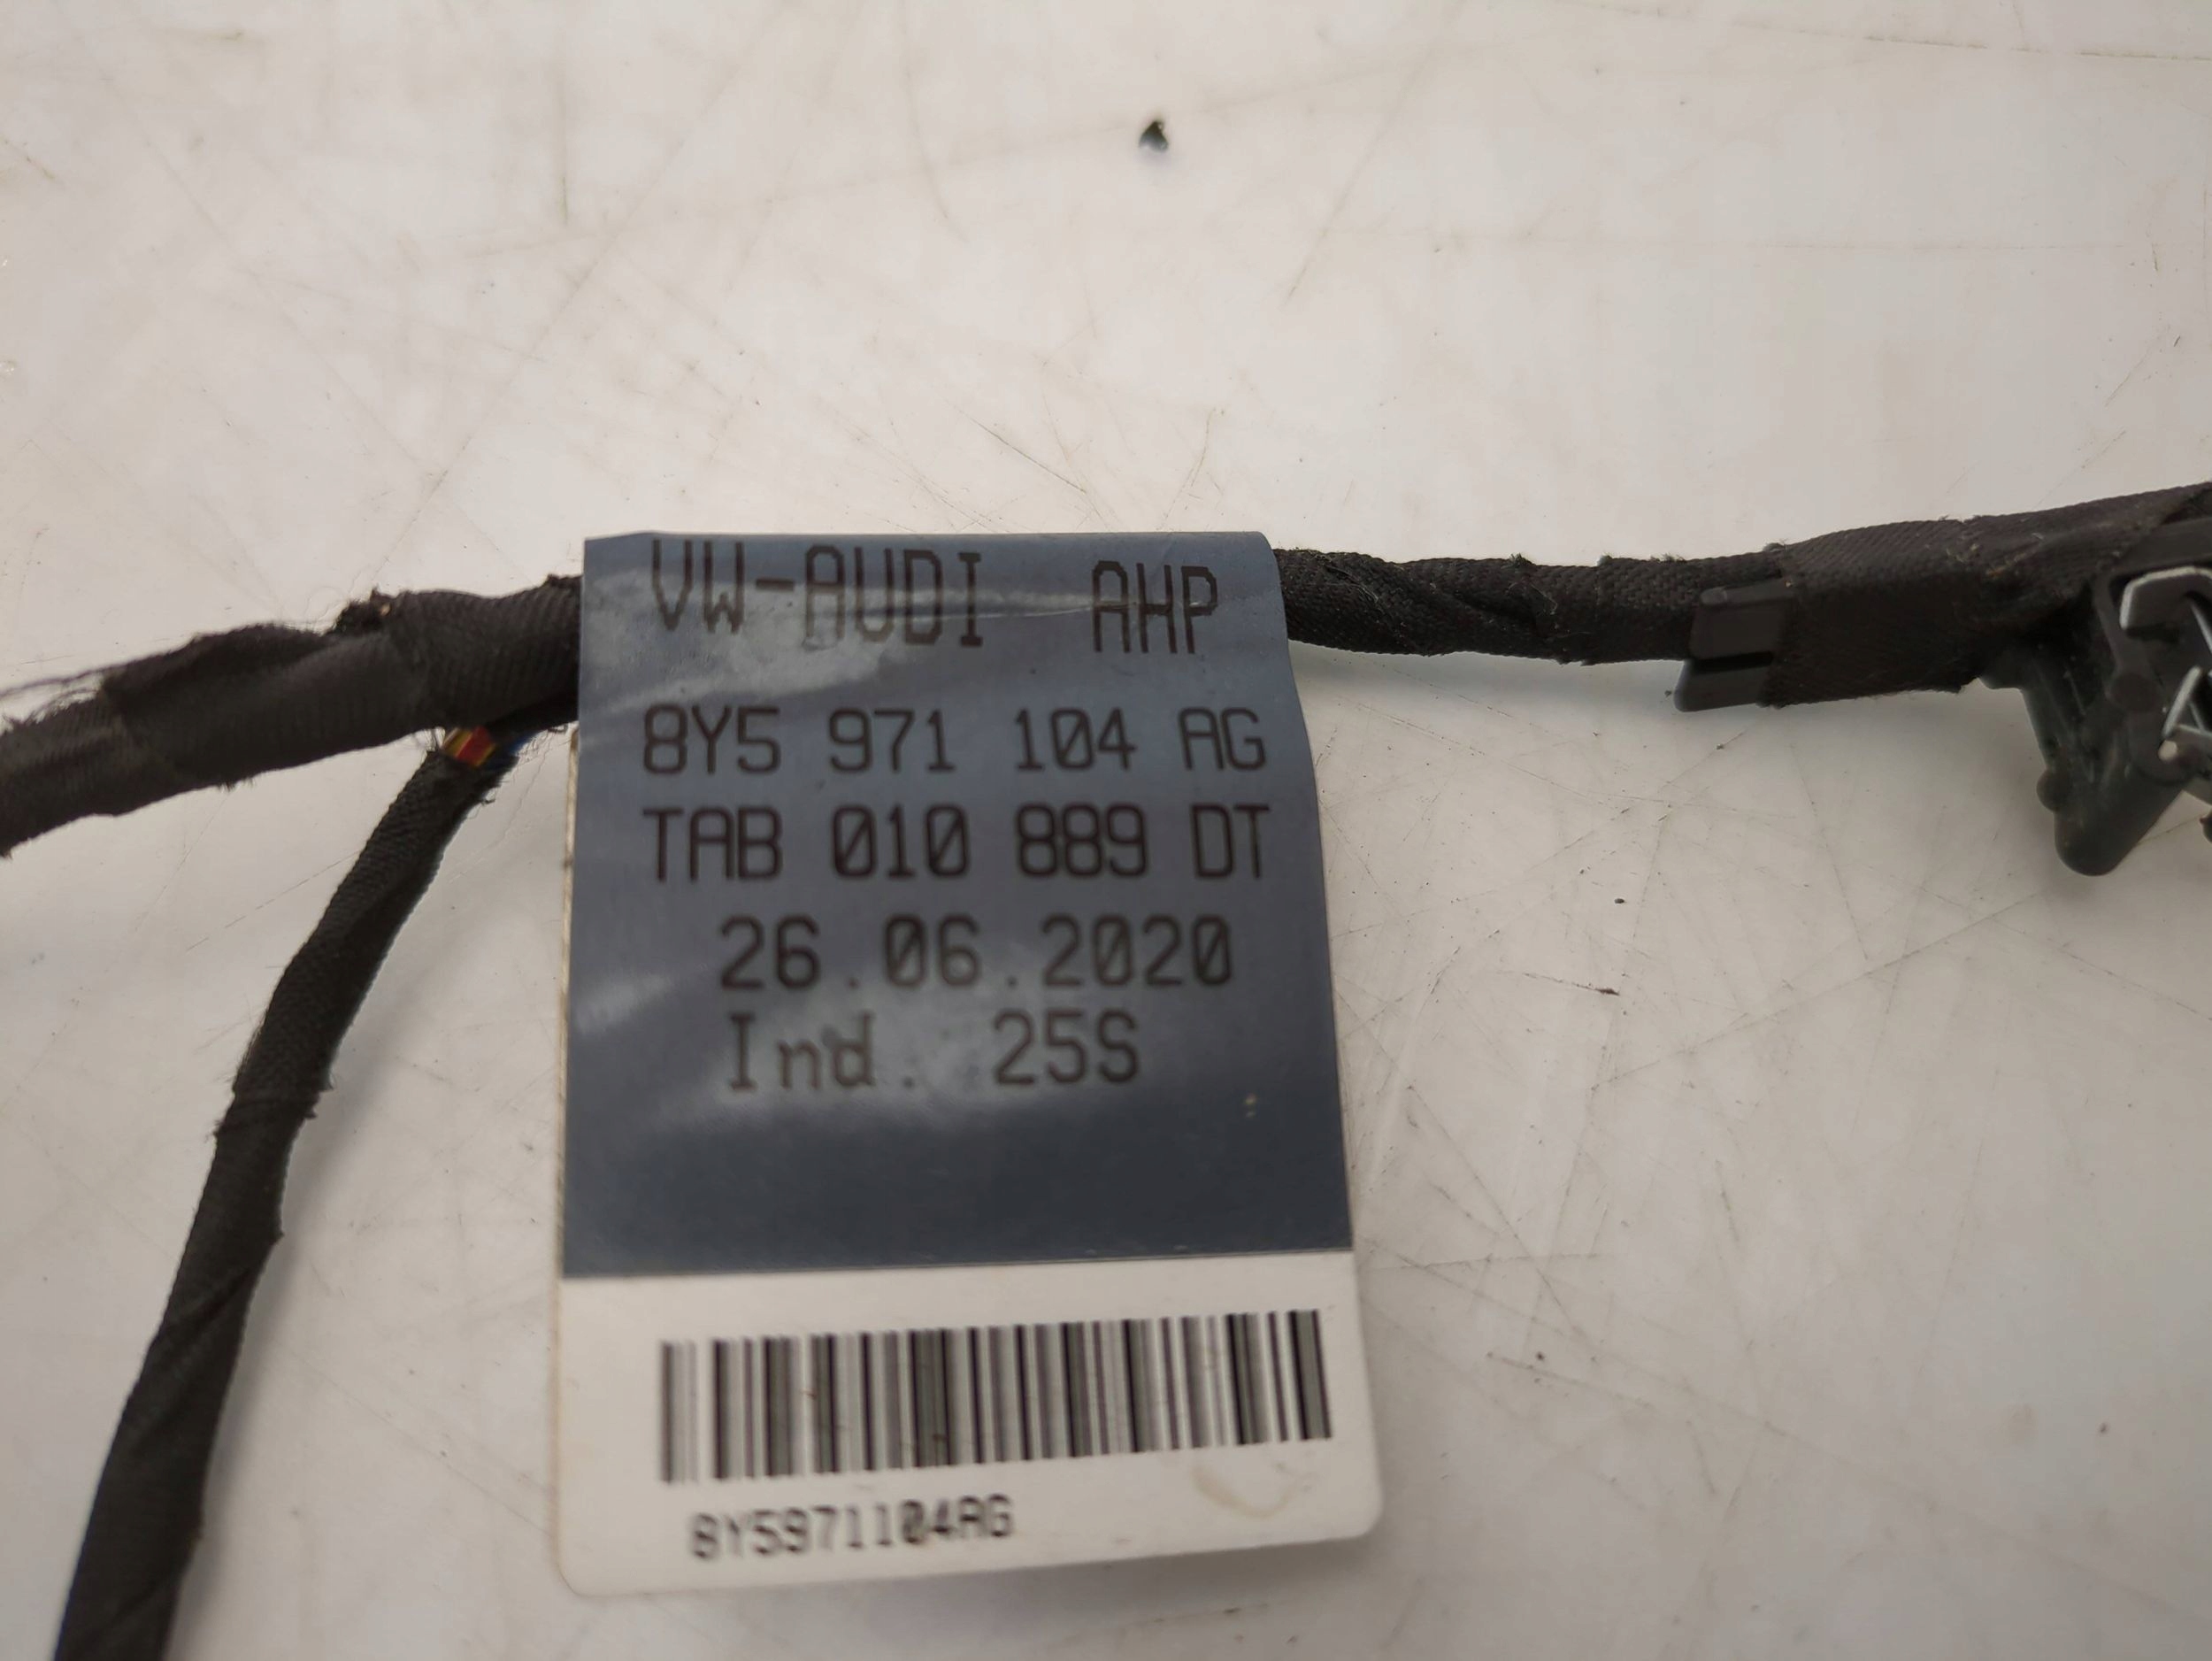 VW-AUDI AHP
8Y5 971 104 AG
TAB 010 889 DT
26.06.2020
Ind. 25S
8Y5971104AG